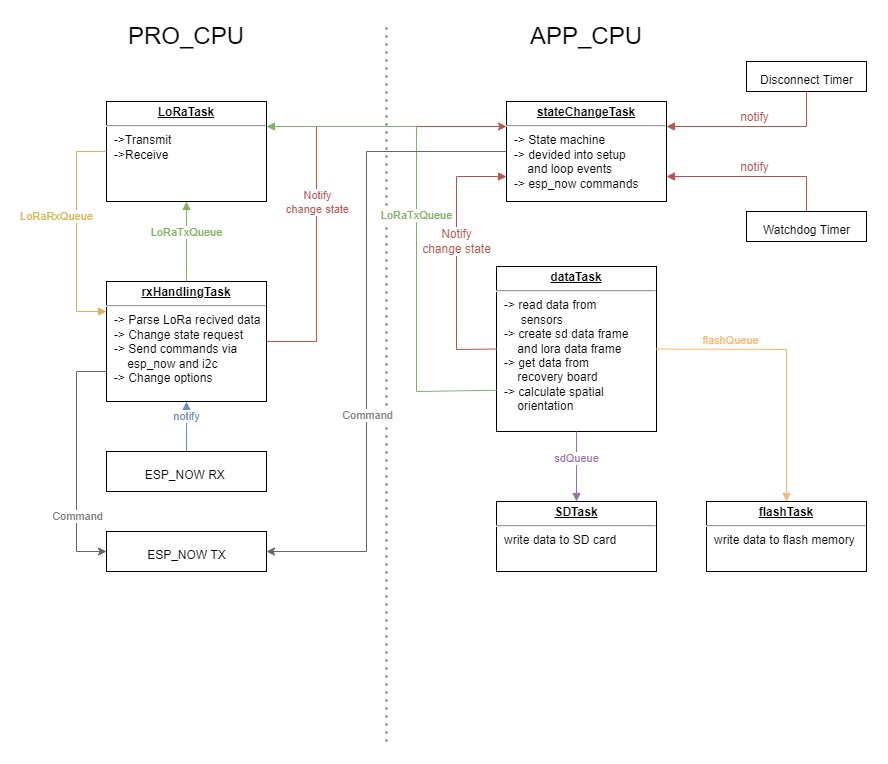 PRO_CPU
APP_CPU
Disconnect Timer
LoRaTask
->Transmit
->Receive
stateChangeTask
-> State machine
-> devided into setup
and loop events
-> esp_now commands
notify
notify
Watchdog Timer
LoRaRxQueue
LoRaTxQueue
Notify
change state
LoRaTxQueue
Notify
change state
rxHandlingTask
-> Parse LoRa recived data
-> Change state request
-> Send commands via
esp_now and i2c
-> Change options
dataTask
-> read data from
sensors
-> create sd data frame
and lora data frame
-> get data from
recovery board
-> calculate spatial
orientation
flashQueue
notify
Command
ESP_NOW RX
sdQueue
Command
ESP_NOW TX
SDTask
write data to SD card
flashTask
write data to flash memory